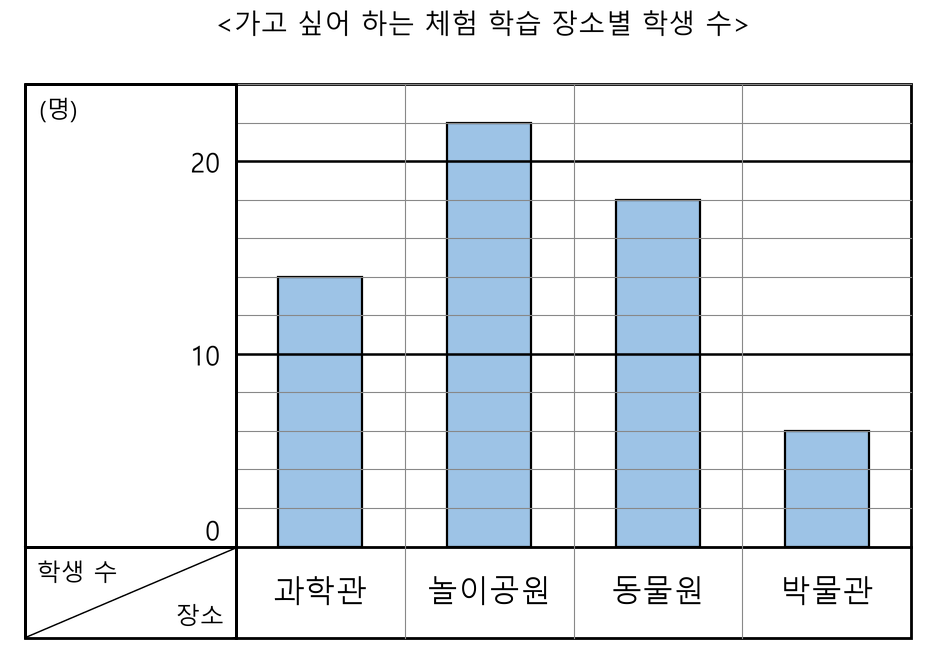 <가고 싶어 하는 체험 학습 장소별 학생 수>
(명)
20
10
0
학생 수
장소
과학관 놀이공원 동물원 박물관